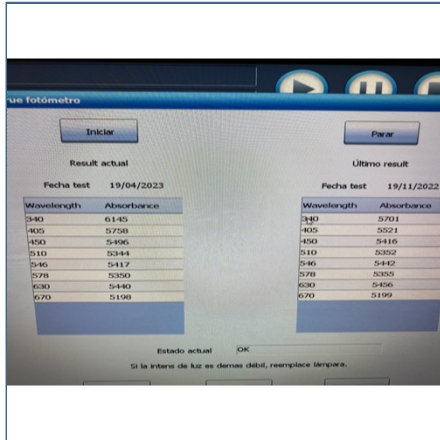 rue fotómetro
Iniciar
Parar
Result actual
Último result
Fecha test 19/04/2023
Fecha test 19/11/2022
Wavelength Absorbance
340 6145
405 5758
450 5496
510 5344
546 5417
578 5350
630 5440
670 5198
Wavelength Absorbance
340 5701
405 5521
450 5416
510 5352
546 5442
578 5355
630 5456
670 5199
Estado actual OK
Si la intens de luz es demas débil, reemplace lámpara.